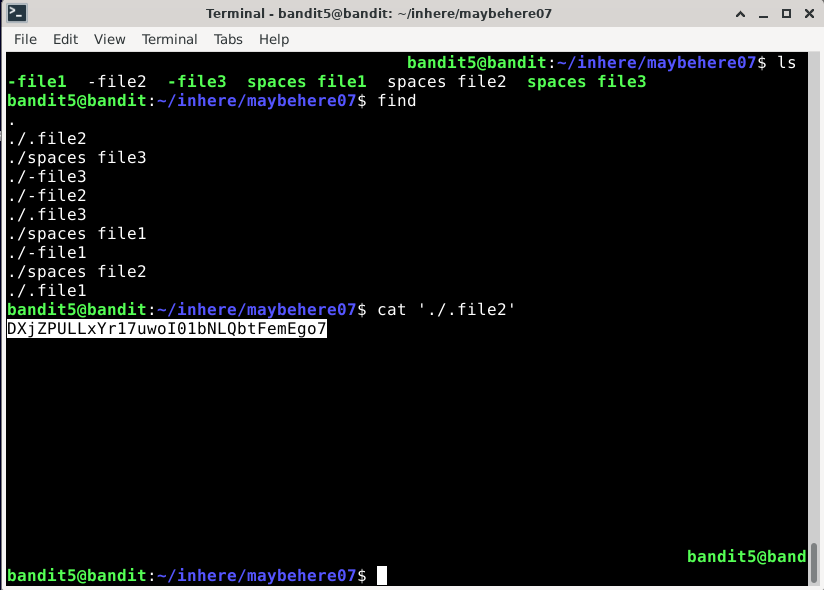 Terminal - bandit5@bandit: ~/inhere/maybehere07
File Edit View Terminal Tabs Help
bandit5@bandit:~/inhere/maybehere07$ ls
-file1  -file2  -file3  spaces file1  spaces file2  spaces file3
bandit5@bandit:~/inhere/maybehere07$ find
.
./.file2
./spaces file3
./-file3
./-file2
./.file3
./spaces file1
./-file1
./spaces file2
./.file1
bandit5@bandit:~/inhere/maybehere07$ cat './.file2'
DXjZPULLxYr17uwoI01bNLQbtFemEgo7
bandit5@band
bandit5@bandit:~/inhere/maybehere07$